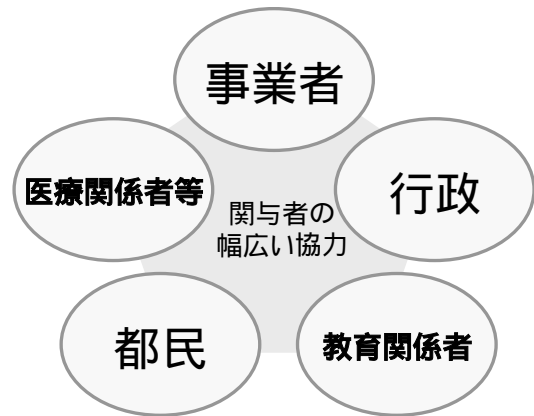 事業者
医療関係者等
行政
関与者の
幅広い協力
都民
教育関係者